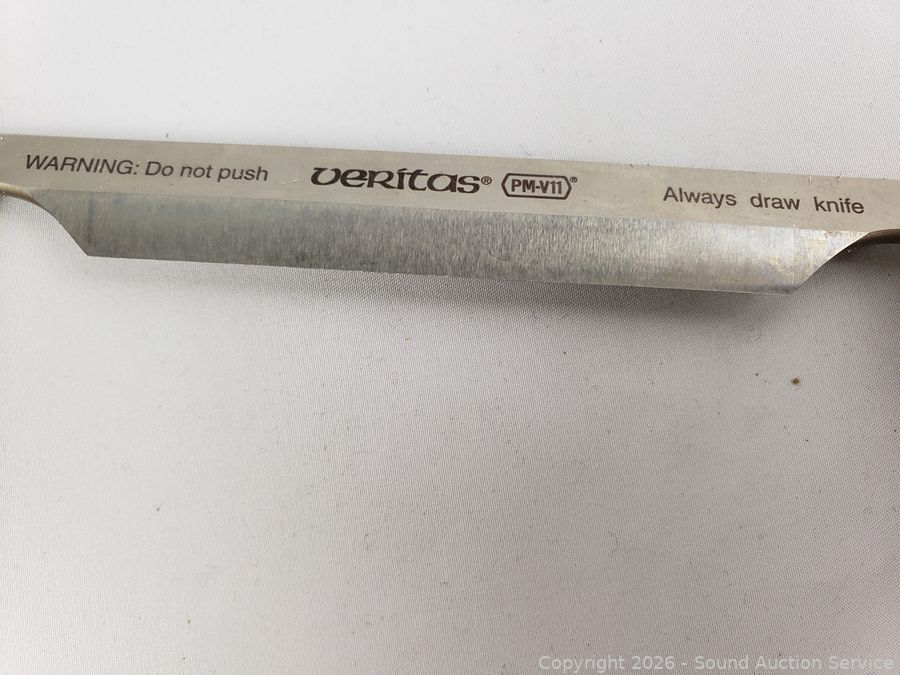 WARNING: Do not push veritas® PM-V11® Always draw knife
Copyright 2026 - Sound Auction Service